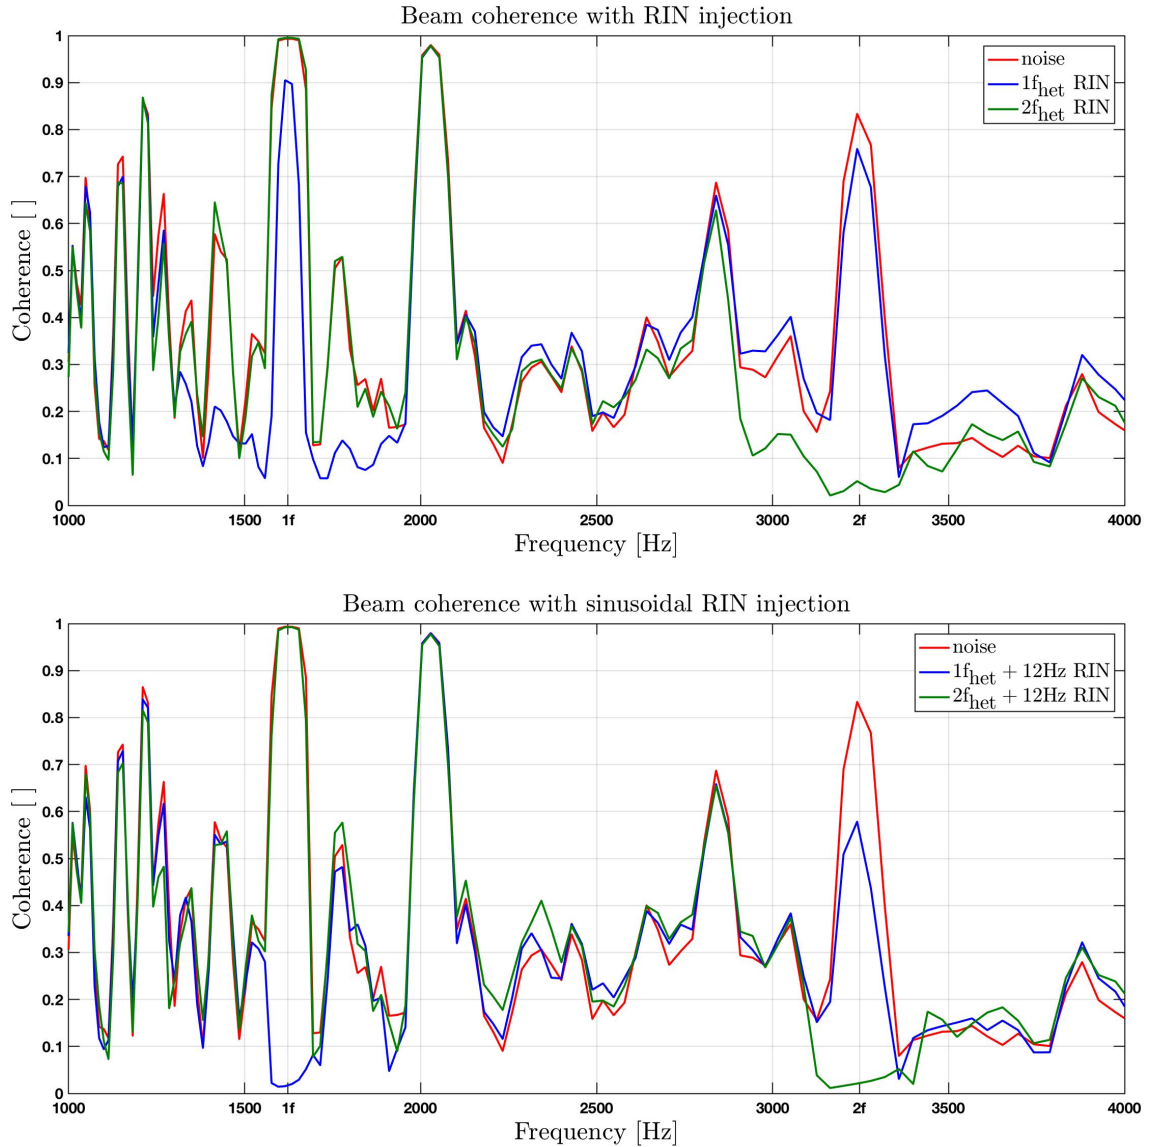 Beam coherence with RIN injection
1
0.9
0.8
0.7
0.6
0.5
0.4
0.3
0.2
0.1
0
Coherence [ ]
noise
1f_het RIN
2f_het RIN
1000 1500 1f 2000 2500 3000 2f 3500 4000
Frequency [Hz]
Beam coherence with sinusoidal RIN injection
1
0.9
0.8
0.7
0.6
0.5
0.4
0.3
0.2
0.1
0
Coherence [ ]
noise
1f_het + 12Hz RIN
2f_het + 12Hz RIN
1000 1500 1f 2000 2500 3000 2f 3500 4000
Frequency [Hz]